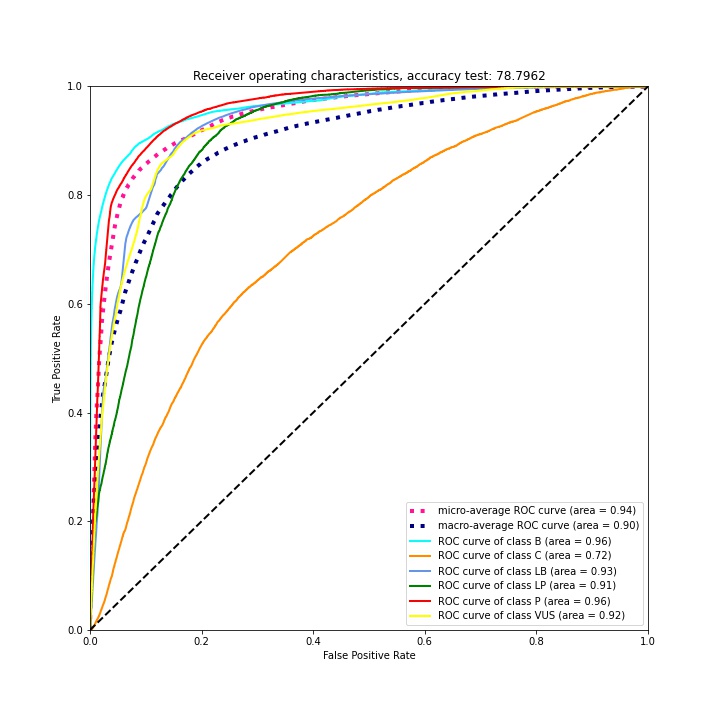 Receiver operating characteristics, accuracy test: 78.7962
True Positive Rate
1.0
0.8
0.6
0.4
0.2
0.0
0.0 0.2 0.4 0.6 0.8 1.0
False Positive Rate
micro-average ROC curve (area = 0.94)
macro-average ROC curve (area = 0.90)
ROC curve of class B (area = 0.96)
ROC curve of class C (area = 0.72)
ROC curve of class LB (area = 0.93)
ROC curve of class LP (area = 0.91)
ROC curve of class P (area = 0.96)
ROC curve of class VUS (area = 0.92)